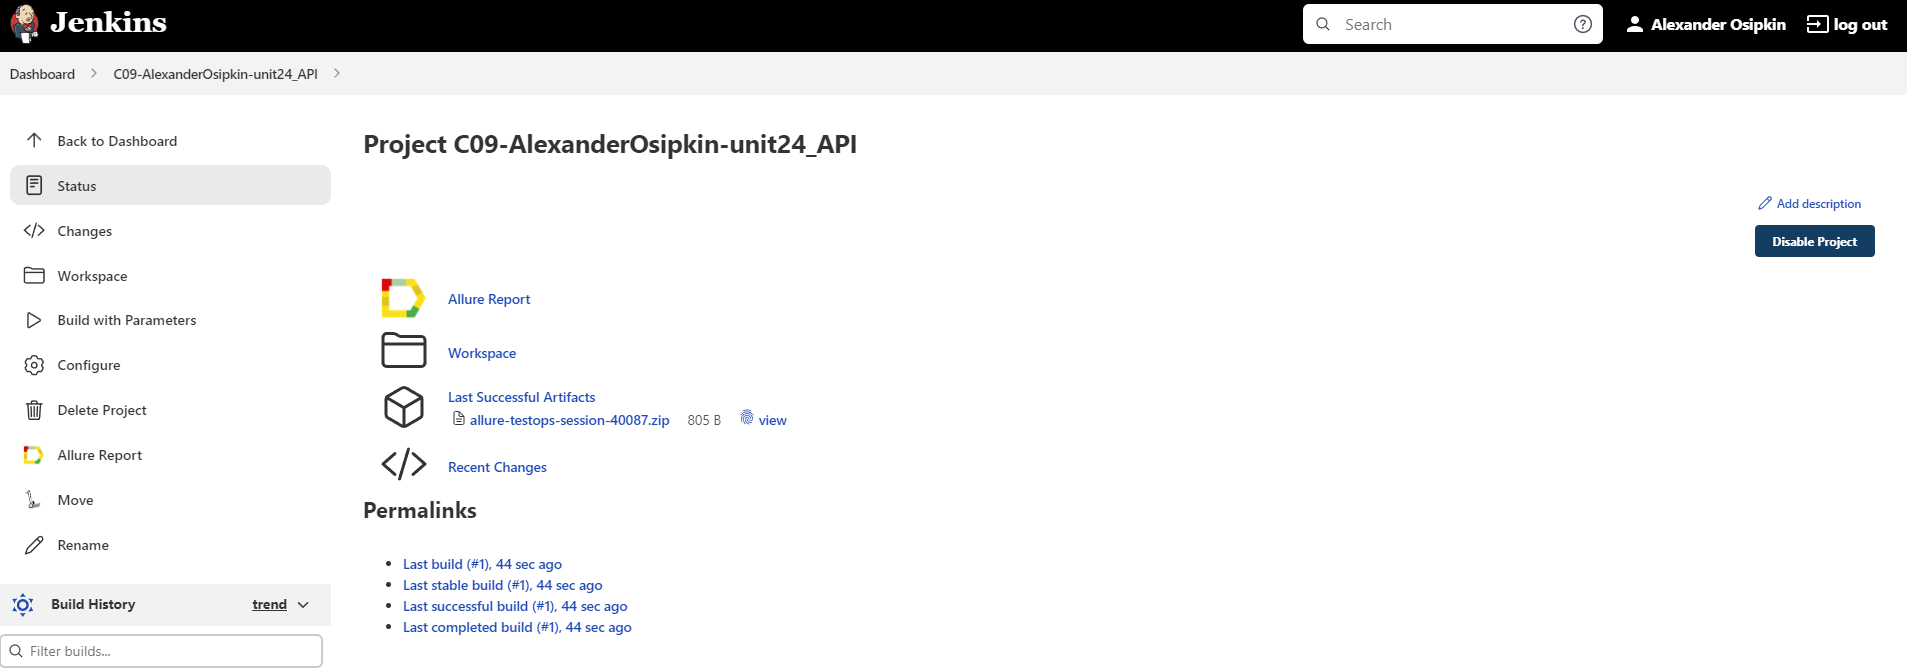 Jenkins
Search
Alexander Osipkin
log out
Dashboard
C09-AlexanderOsipkin-unit24_API
Back to Dashboard
Status
Changes
Workspace
Build with Parameters
Configure
Delete Project
Allure Report
Move
Rename
Build History
trend
Filter builds...
Project C09-AlexanderOsipkin-unit24_API
Add description
Disable Project
Allure Report
Workspace
Last Successful Artifacts
allure-testops-session-40087.zip 805 B view
Recent Changes
Permalinks
Last build (#1), 44 sec ago
Last stable build (#1), 44 sec ago
Last successful build (#1), 44 sec ago
Last completed build (#1), 44 sec ago